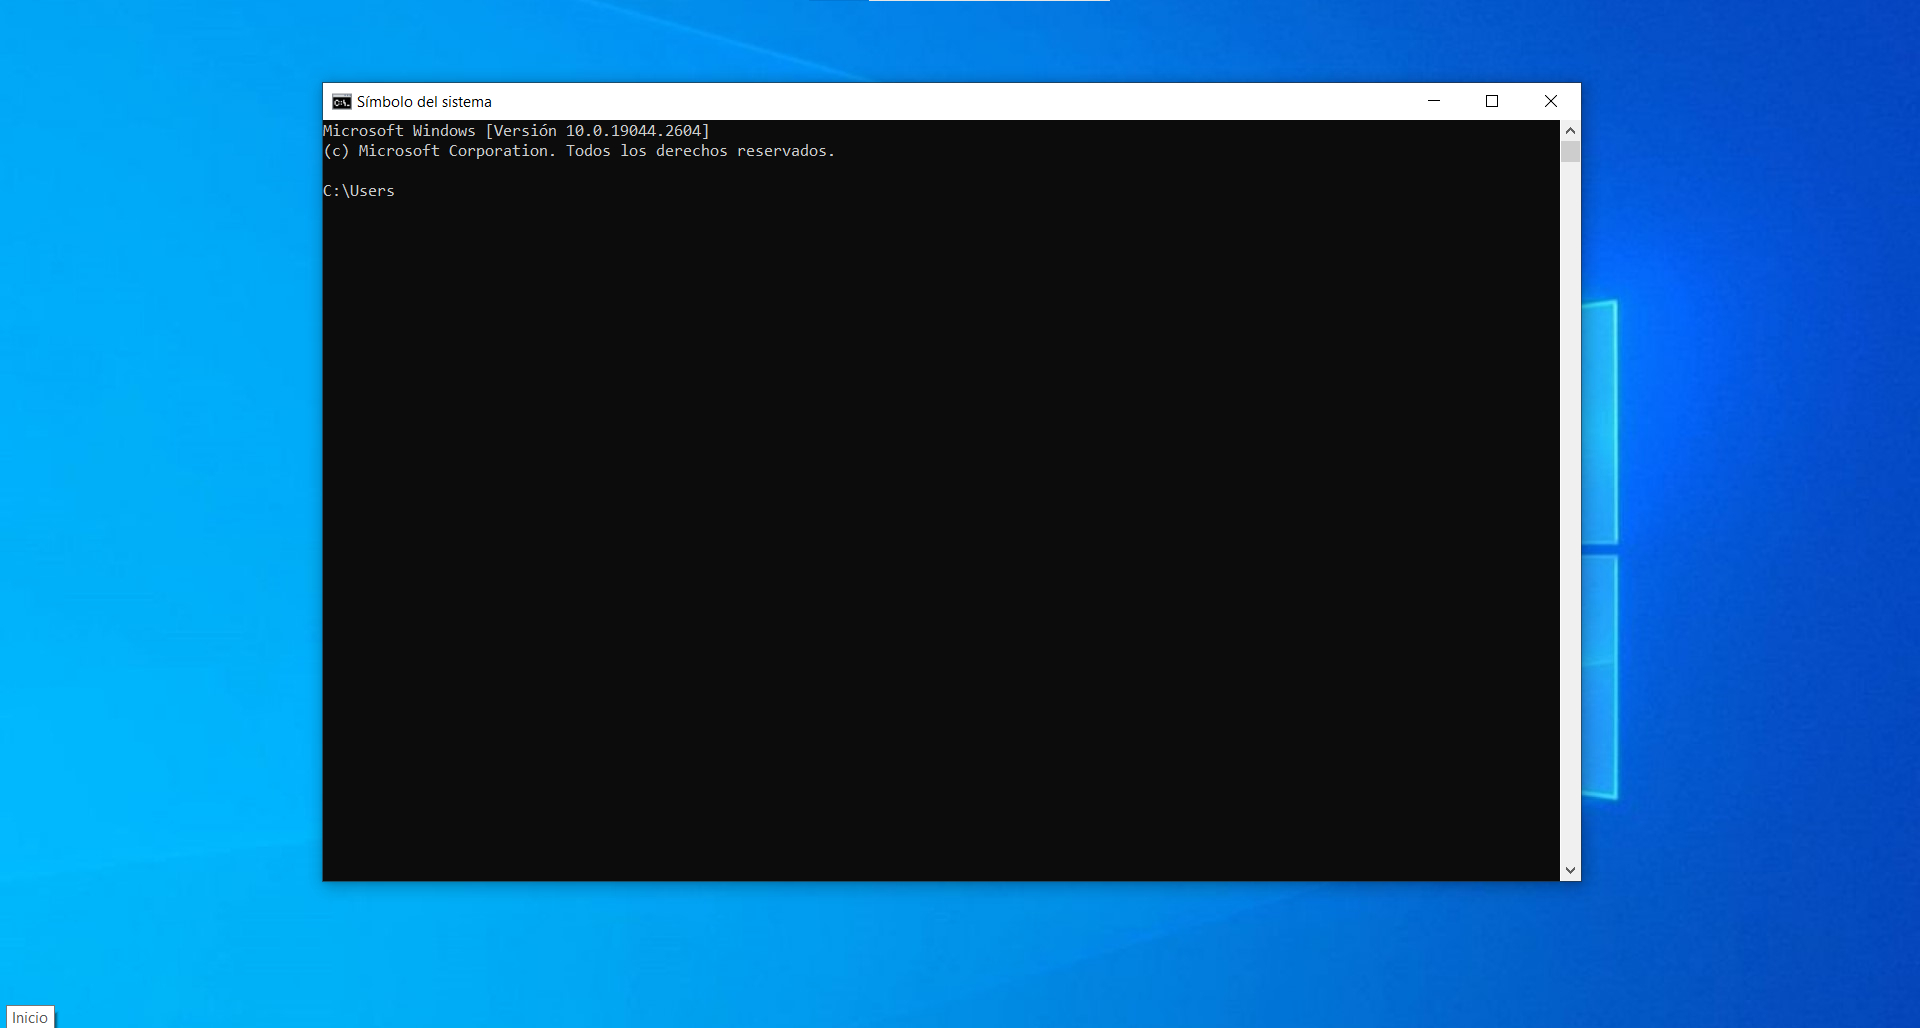 Símbolo del sistema
Microsoft Windows [Versión 10.0.19044.2604]
(c) Microsoft Corporation. Todos los derechos reservados.
C:\Users
Inicio